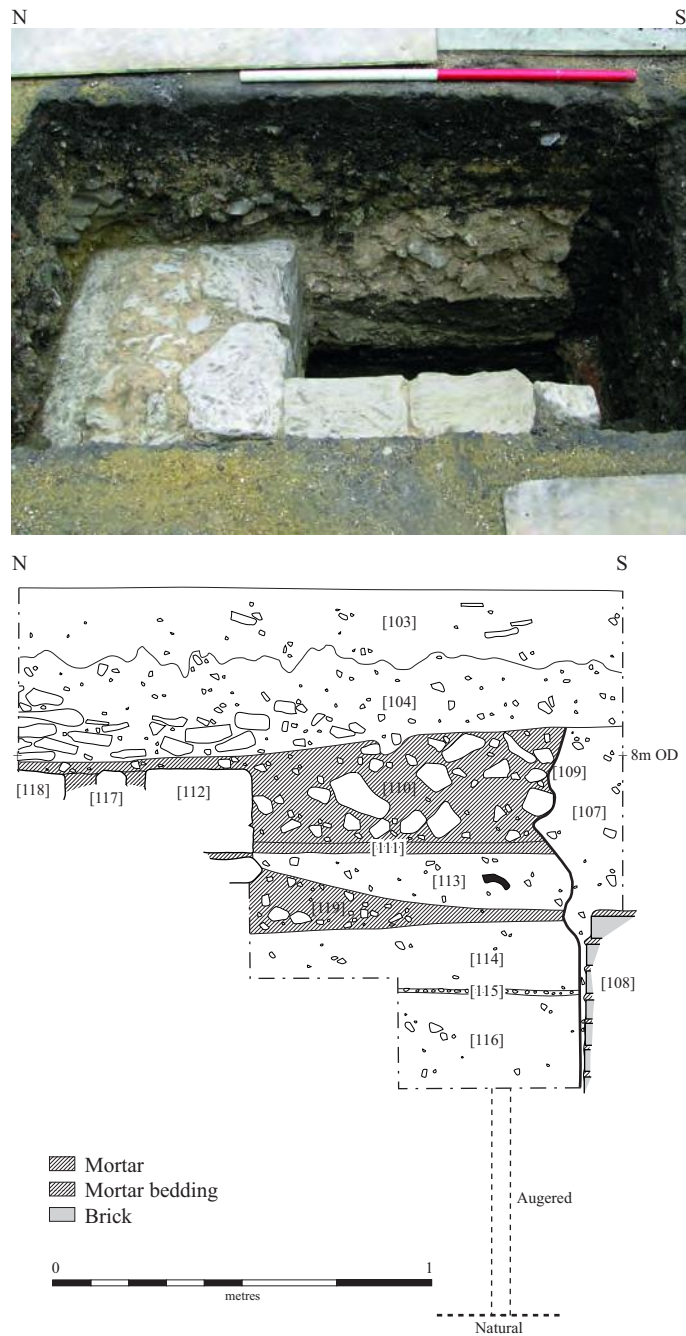 N S
N S
[103]
[104]
8m OD
[109]
[118] [117] [112] [110] [107]
[111]
[113]
[119]
[114]
[108]
[115]
[116]
Mortar
Mortar bedding
Brick
Augered
0 1
metres
Natural